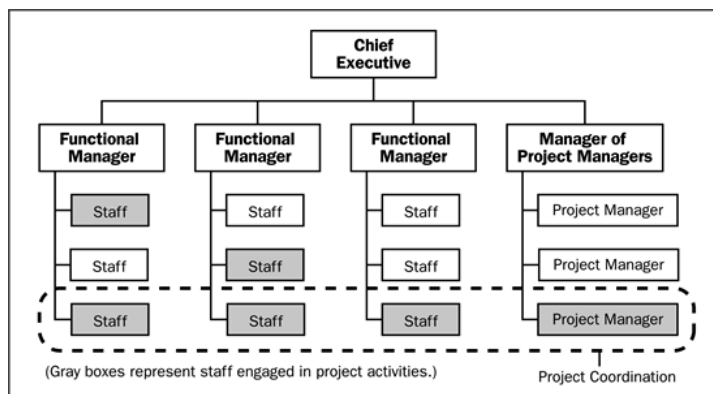 Chief
Executive
Functional
Manager
Functional
Manager
Functional
Manager
Manager of
Project Managers
Staff
Staff
Staff
Project Manager
Staff
Staff
Staff
Project Manager
Staff
Staff
Staff
Project Manager
(Gray boxes represent staff engaged in project activities.)
Project Coordination